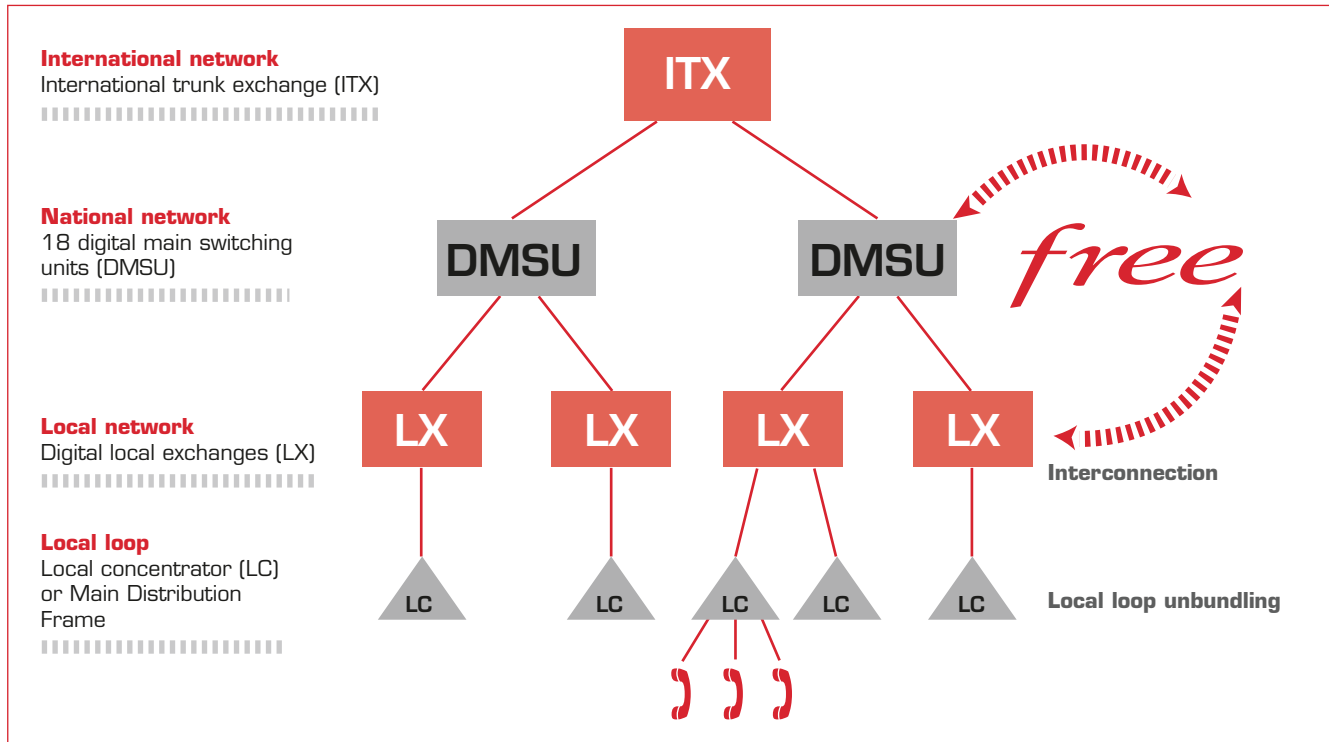 International network
International trunk exchange (ITX)
ITX
National network
18 digital main switching
units (DMSU)
DMSU
DMSU
free
Local network
Digital local exchanges (LX)
LX
LX
LX
LX
Interconnection
Local loop
Local concentrator (LC)
or Main Distribution
Frame
LC
LC
LC
LC
LC
Local loop unbundling